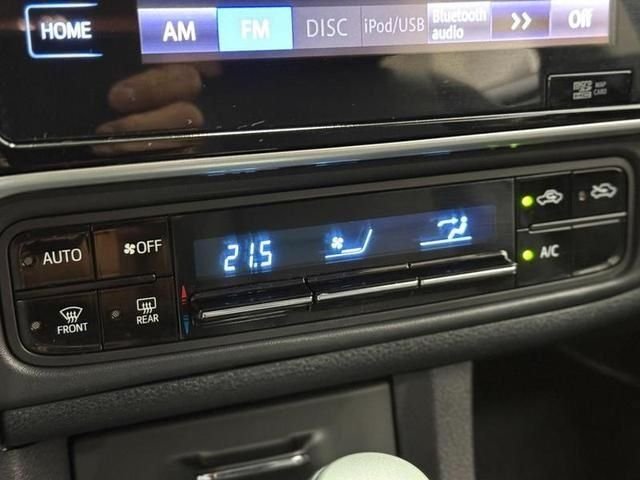 HOME AM FM DISC iPod/USB Bluetooth audio >> Off
MAP CARD
AUTO OFF 21.5
A/C
FRONT REAR